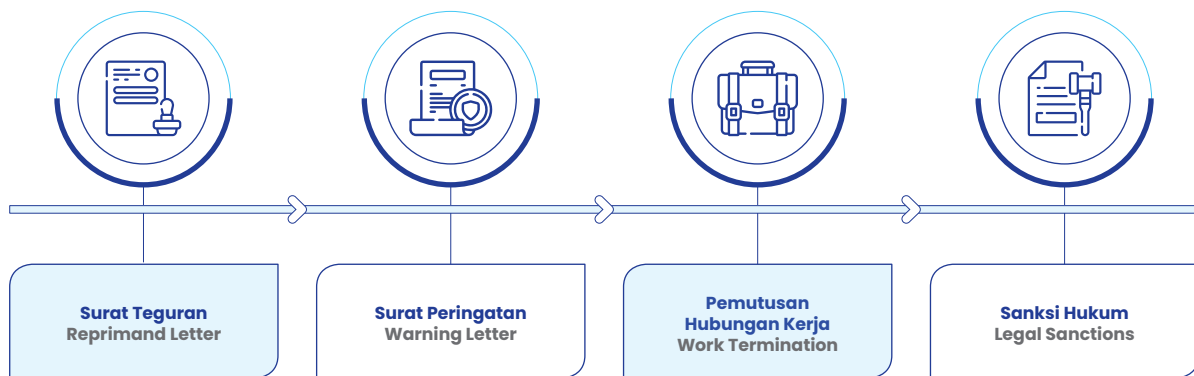 Surat Teguran
Reprimand Letter
Surat Peringatan
Warning Letter
Pemutusan
Hubungan Kerja
Work Termination
Sanksi Hukum
Legal Sanctions